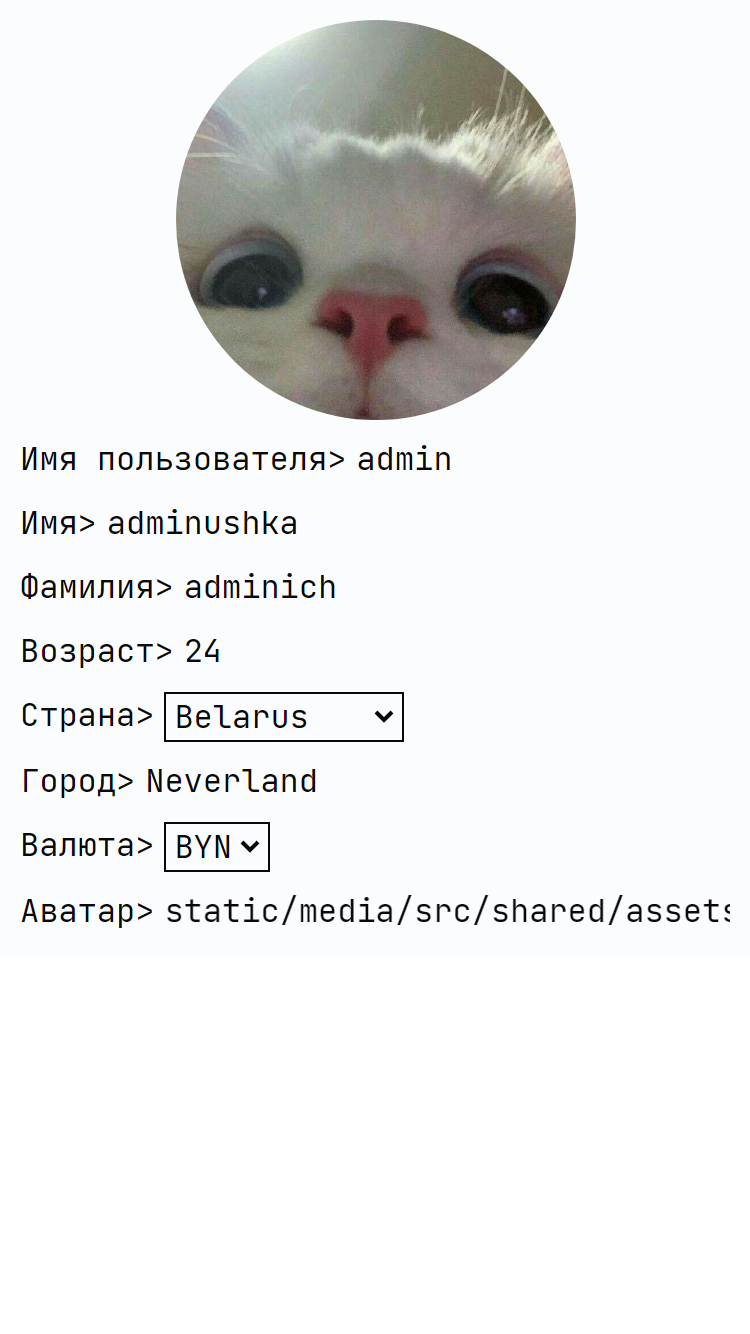 Имя пользователя> admin
Имя> adminushka
Фамилия> adminich
Возраст> 24
Страна> Belarus
Город> Neverland
Валюта> BYN
Аватар> static/media/src/shared/assets